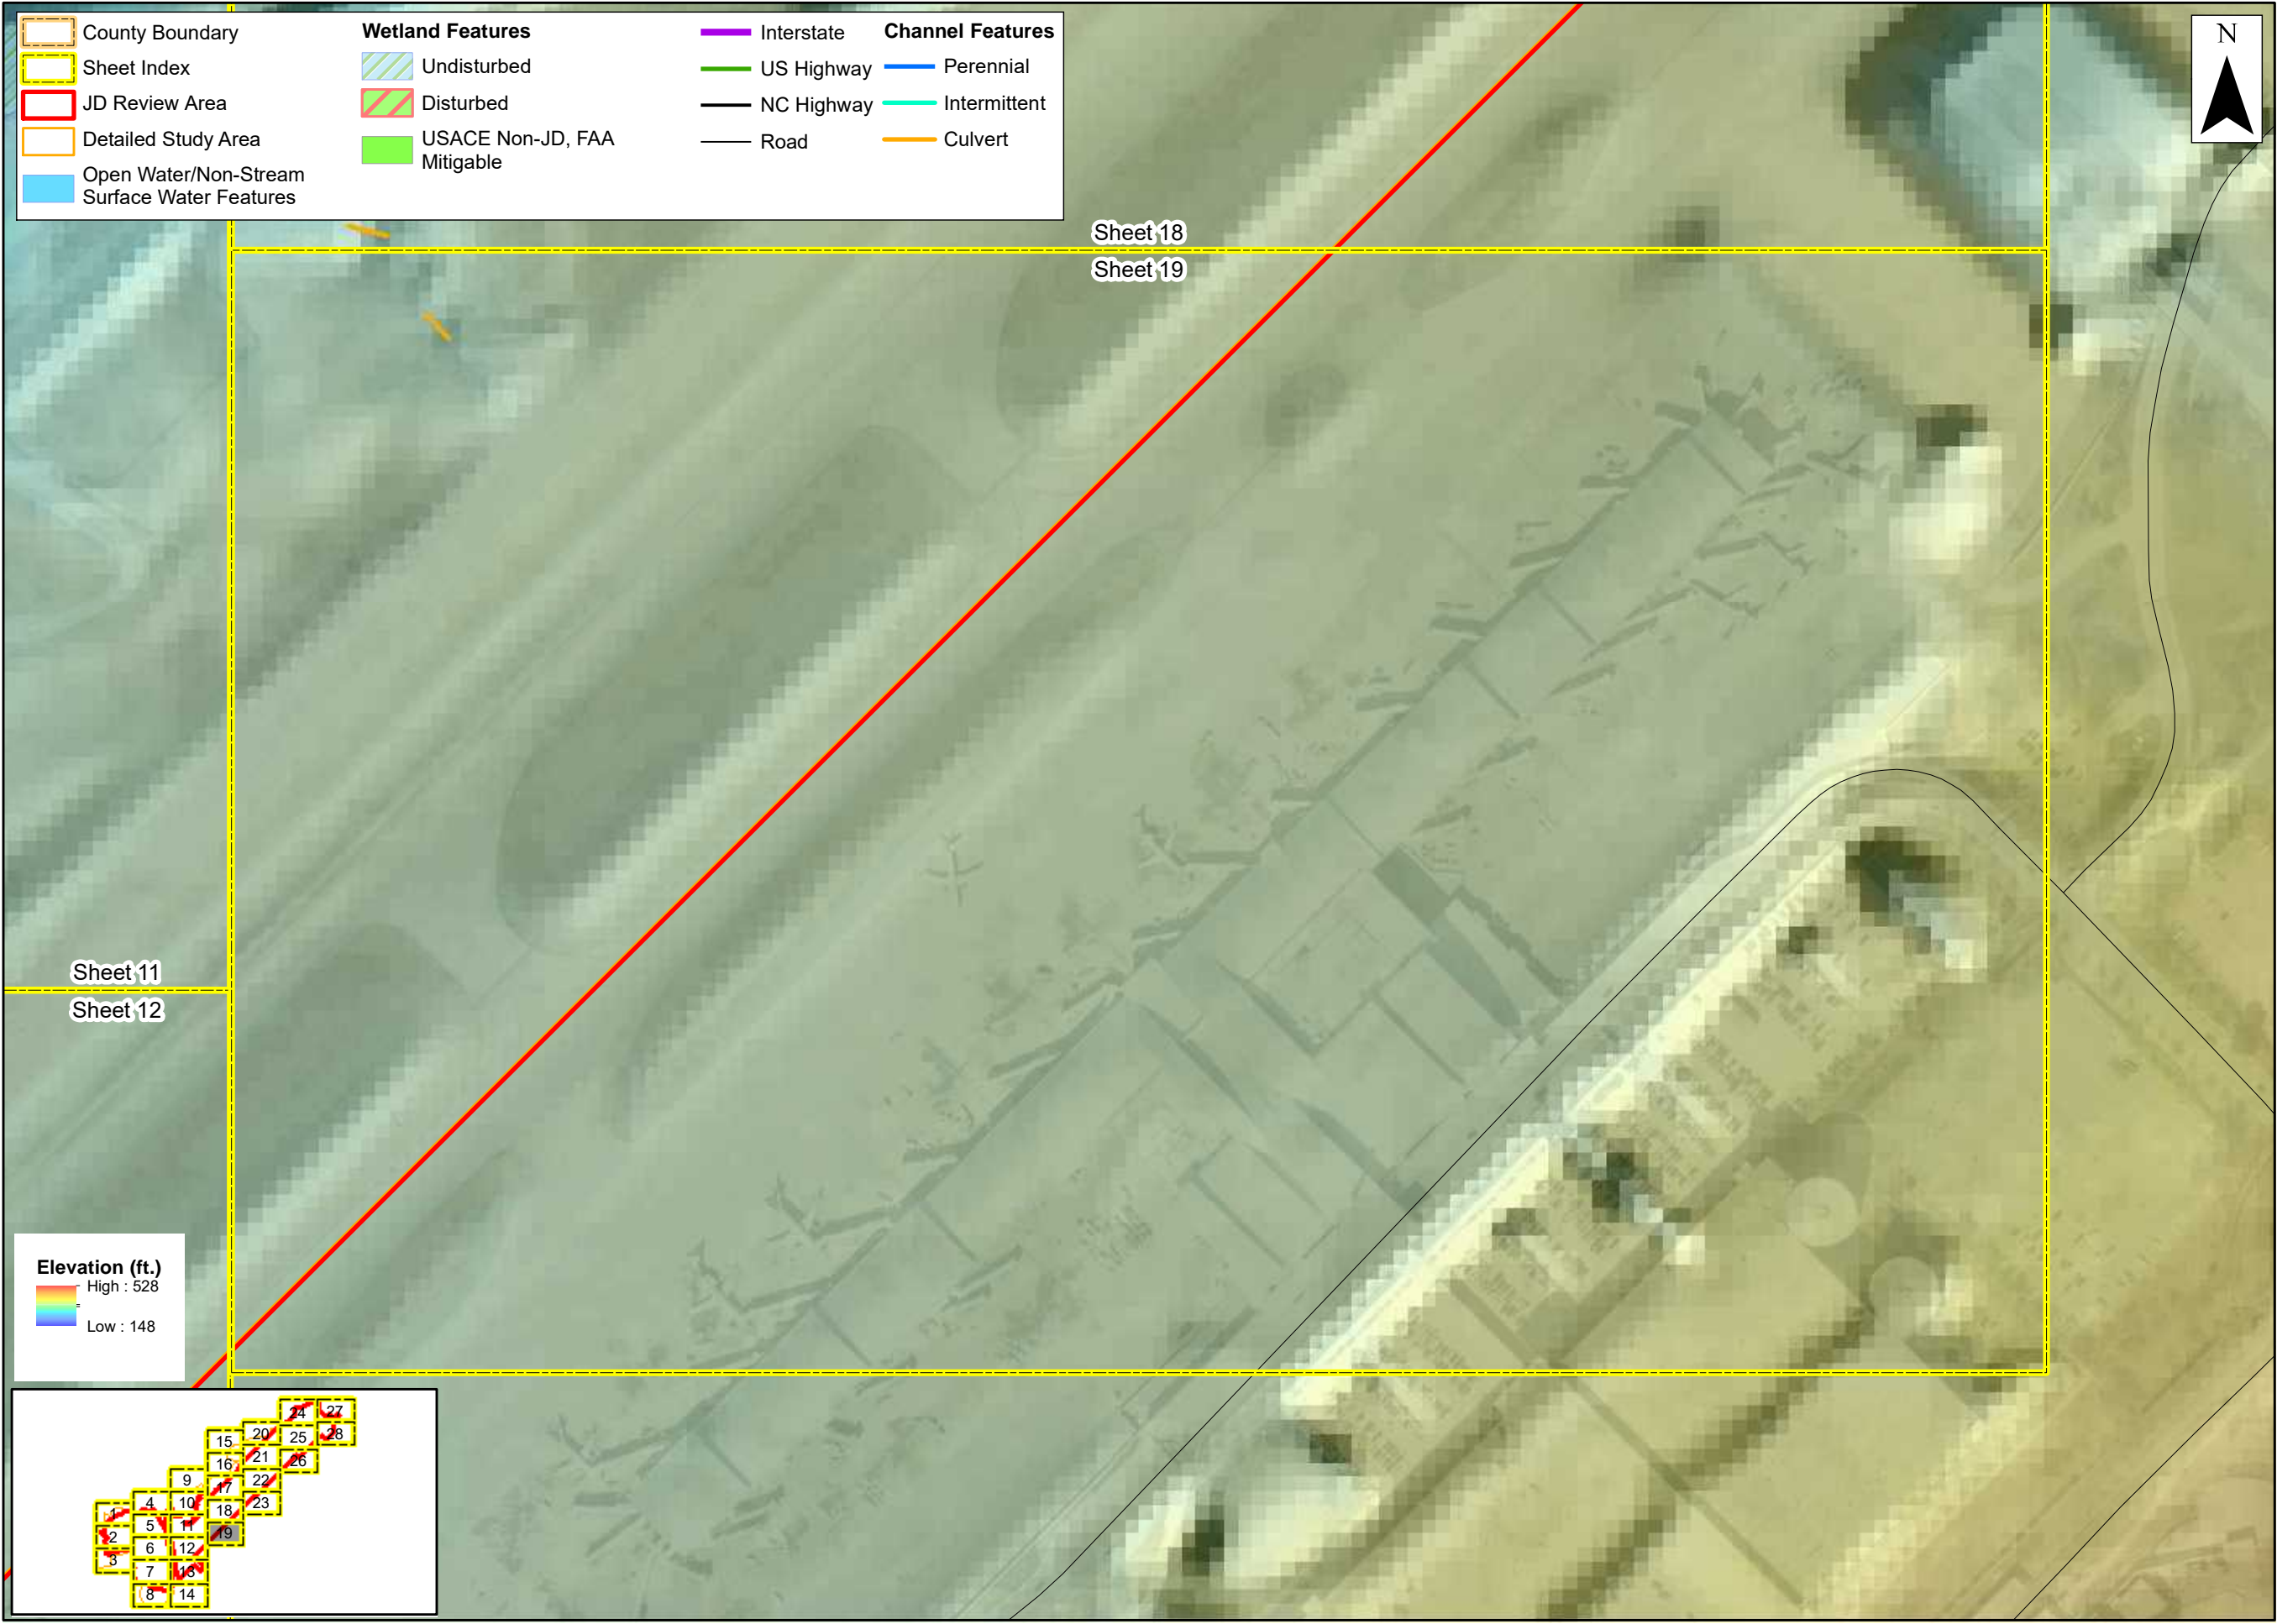 County Boundary
Sheet Index
JD Review Area
Detailed Study Area
Open Water/Non-Stream
Surface Water Features
Wetland Features
Undisturbed
Disturbed
USACE Non-JD, FAA
Mitigable
Interstate
US Highway
NC Highway
Road
Channel Features
Perennial
Intermittent
Culvert
N
Sheet 18
Sheet 19
Sheet 11
Sheet 12
Elevation (ft.)
High : 528
Low : 148
24 27
20 25 28
15
16 21 26
9 17 22
4 10 18 23
1 5 11 19
2 6 12
3 7 13
8 14